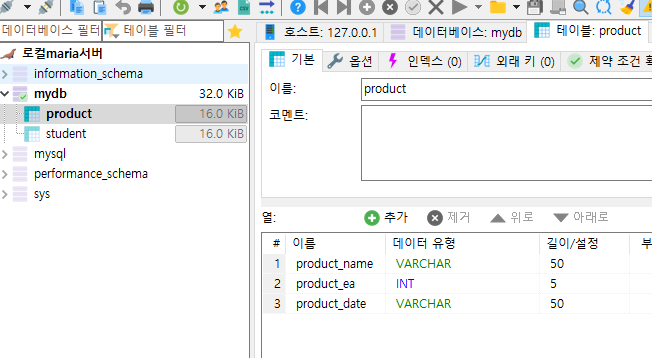 데이터베이스 필터 테이블 필터
호스트: 127.0.0.1 데이터베이스: mydb 테이블: product
로컬maria서버
information_schema
mydb 32.0 KiB
product 16.0 KiB
student 16.0 KiB
mysql
performance_schema
sys
기본 옵션 인덱스 (0) 외래 키 (0) 제약 조건 확
이름: product
코멘트:
열: 추가 제거 위로 아래로
# 이름 데이터 유형 길이/설정 부
1 product_name VARCHAR 50
2 product_ea INT 5
3 product_date VARCHAR 50